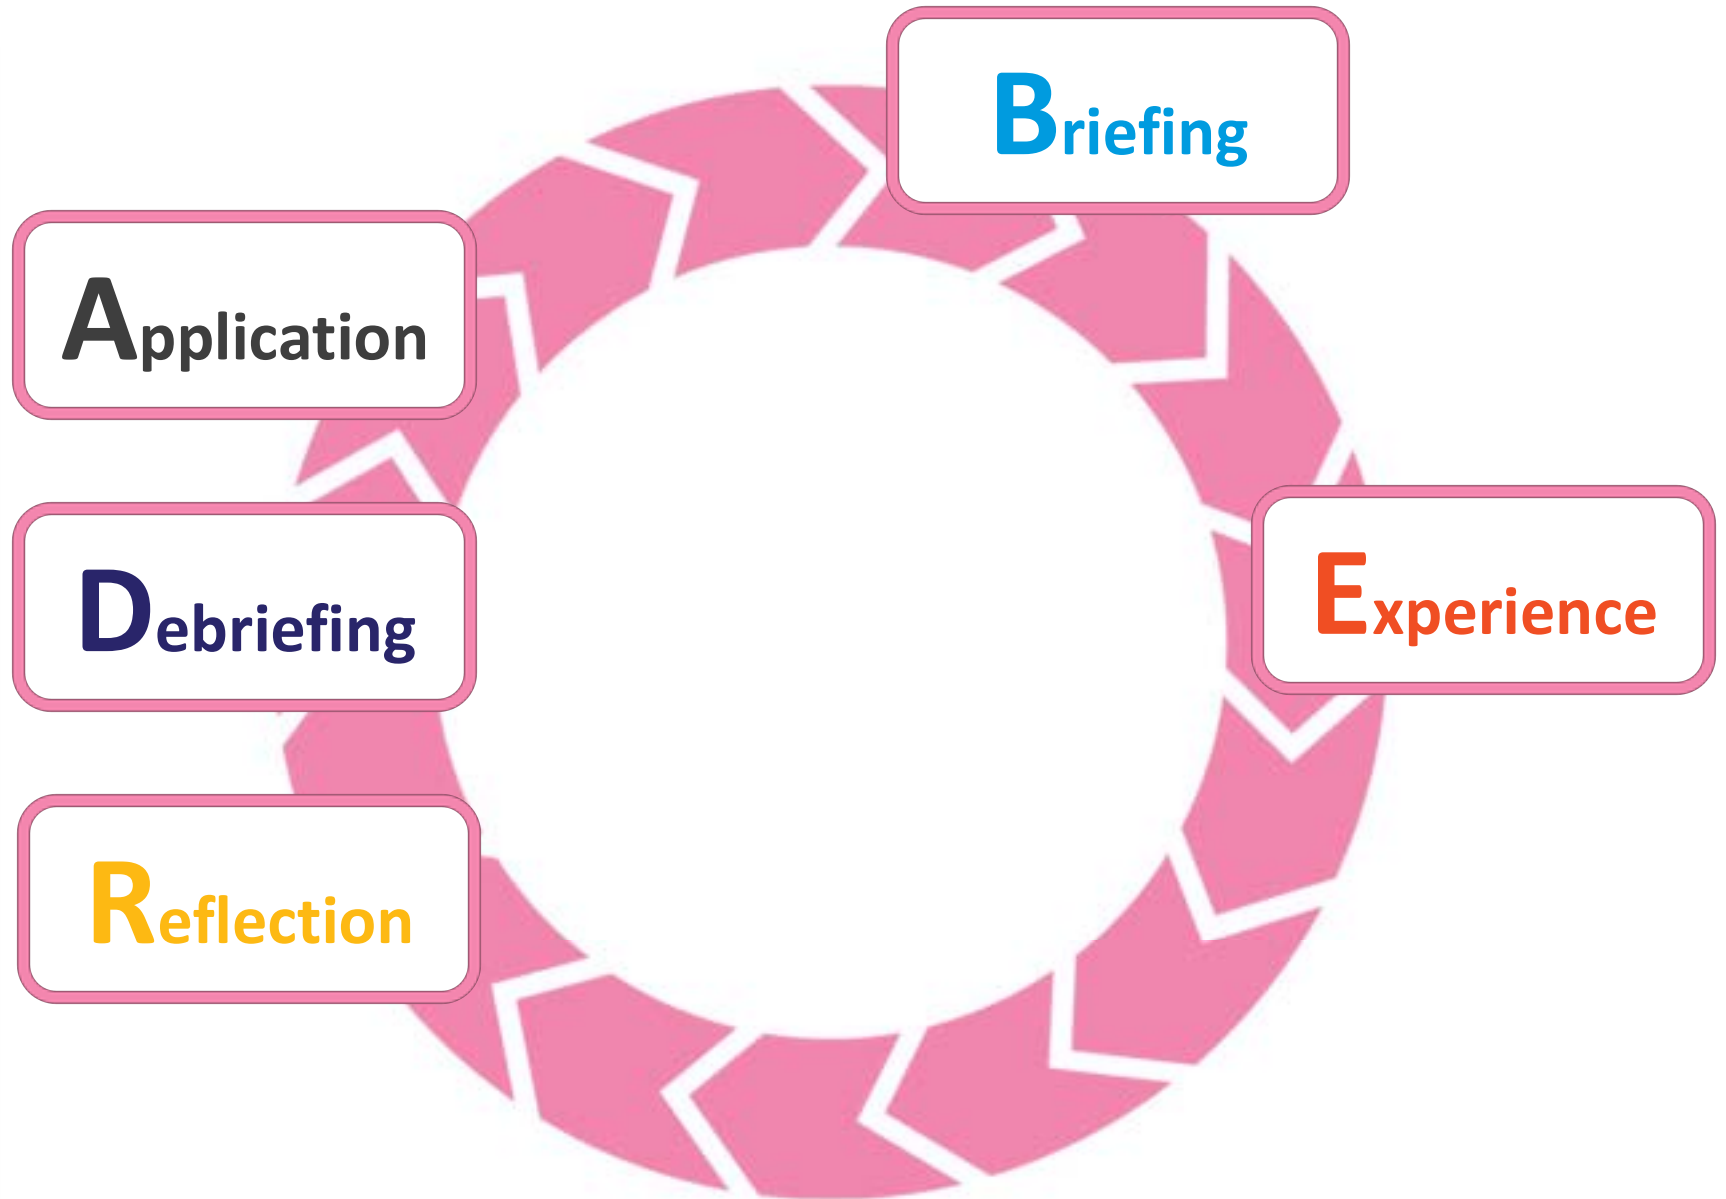 Briefing
Application
Experience
Debriefing
Reflection